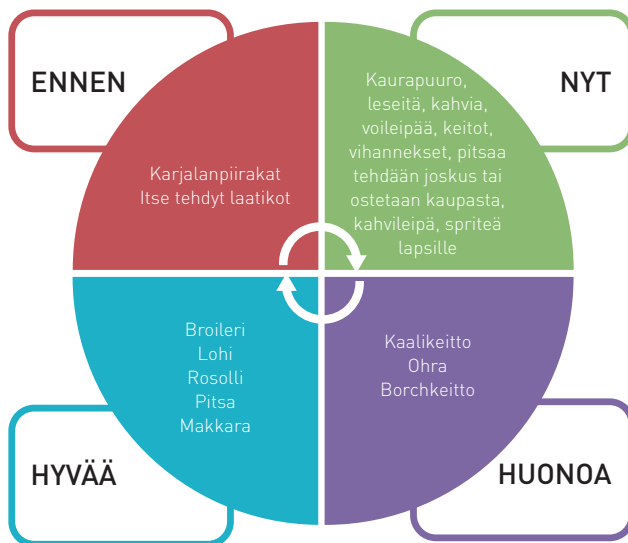 ENNEN
Karjalanpiirakat
Itse tehdyt laatikot
NYT
Kaurapuuro,
leseitä, kahvia,
voileipää, keitot,
vihannekset, pitsaa
tehdään joskus tai
ostetaan kaupasta,
kahvileipä, spriteä
lapsille
HYVÄÄ
Broileri
Lohi
Rosolli
Pitsa
Makkara
HUONOA
Kaalikeitto
Ohra
Borchkeitto